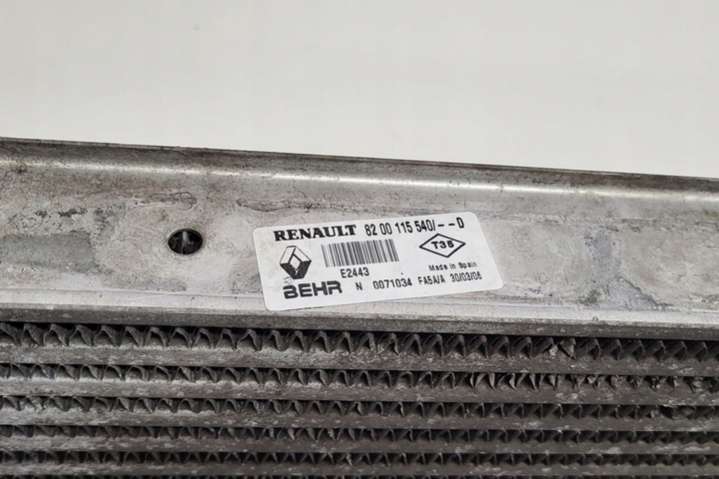 RENAULT 82 00 115 540/--D
T38
E2443
Made in Spain
BEHR N 0071034 FA5A/A 30/03/06